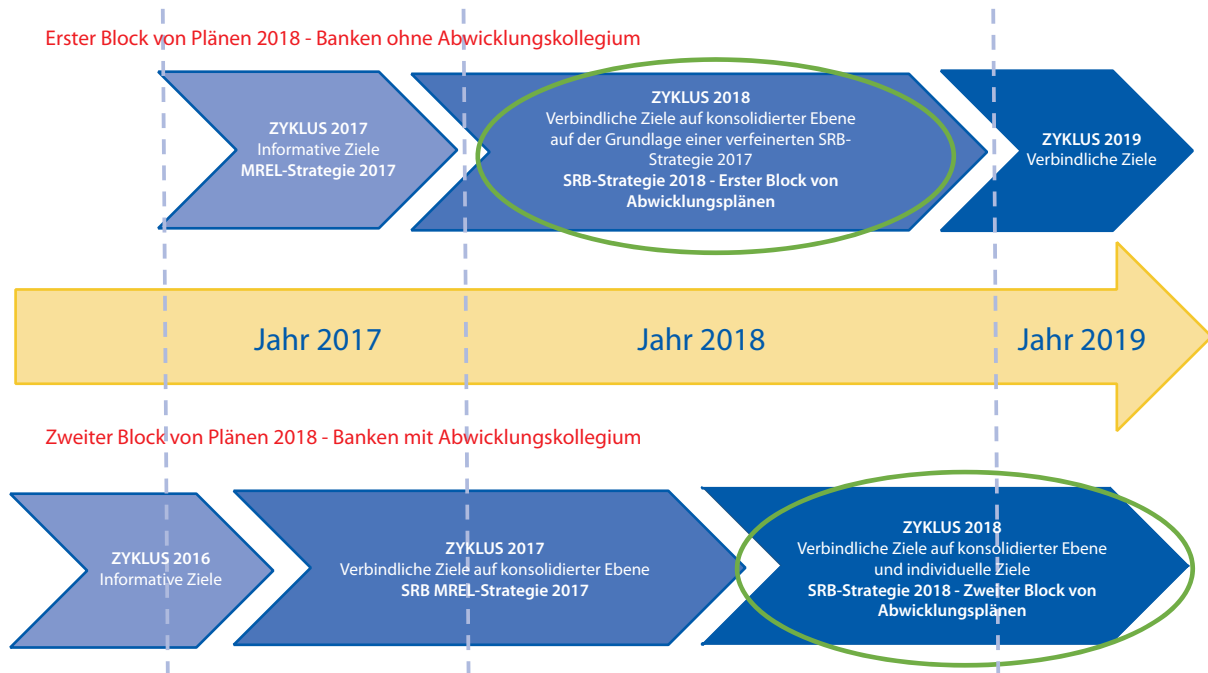 Erster Block von Plänen 2018 - Banken ohne Abwicklungskollegium
ZYKLUS 2017
Informative Ziele
MREL-Strategie 2017
ZYKLUS 2018
Verbindliche Ziele auf konsolidierter Ebene
auf der Grundlage einer verfeinerten SRB-
Strategie 2017
SRB-Strategie 2018 - Erster Block von
Abwicklungsplänen
ZYKLUS 2019
Verbindliche Ziele
Jahr 2017
Jahr 2018
Jahr 2019
Zweiter Block von Plänen 2018 - Banken mit Abwicklungskollegium
ZYKLUS 2016
Informative Ziele
ZYKLUS 2017
Verbindliche Ziele auf konsolidierter Ebene
SRB MREL-Strategie 2017
ZYKLUS 2018
Verbindliche Ziele auf konsolidierter Ebene
und individuelle Ziele
SRB-Strategie 2018 - Zweiter Block von
Abwicklungsplänen